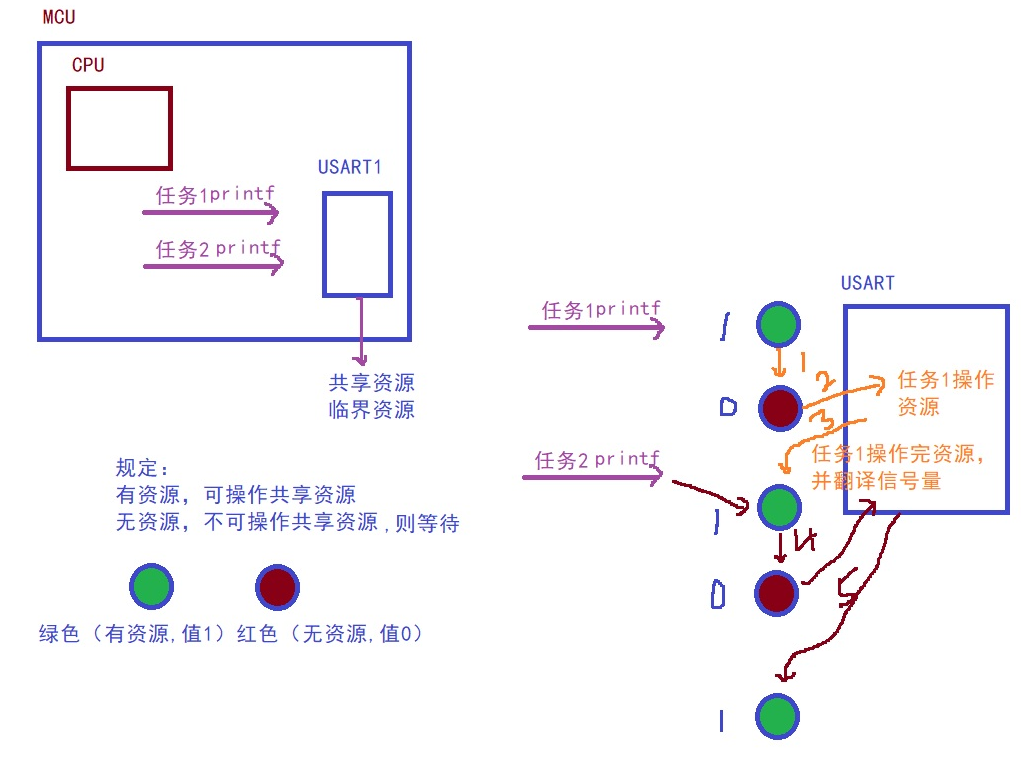 MCU
CPU
USART1
任务1printf
任务2 printf
共享资源
临界资源
规定：
有资源，可操作共享资源
无资源，不可操作共享资源,则等待
绿色（有资源,值1）红色（无资源,值0）
USART
任务1printf
1
1
2
任务1操作
资源
0
3
任务1操作完资源，
并翻译信号量
任务2 printf
1
4
0
5
1